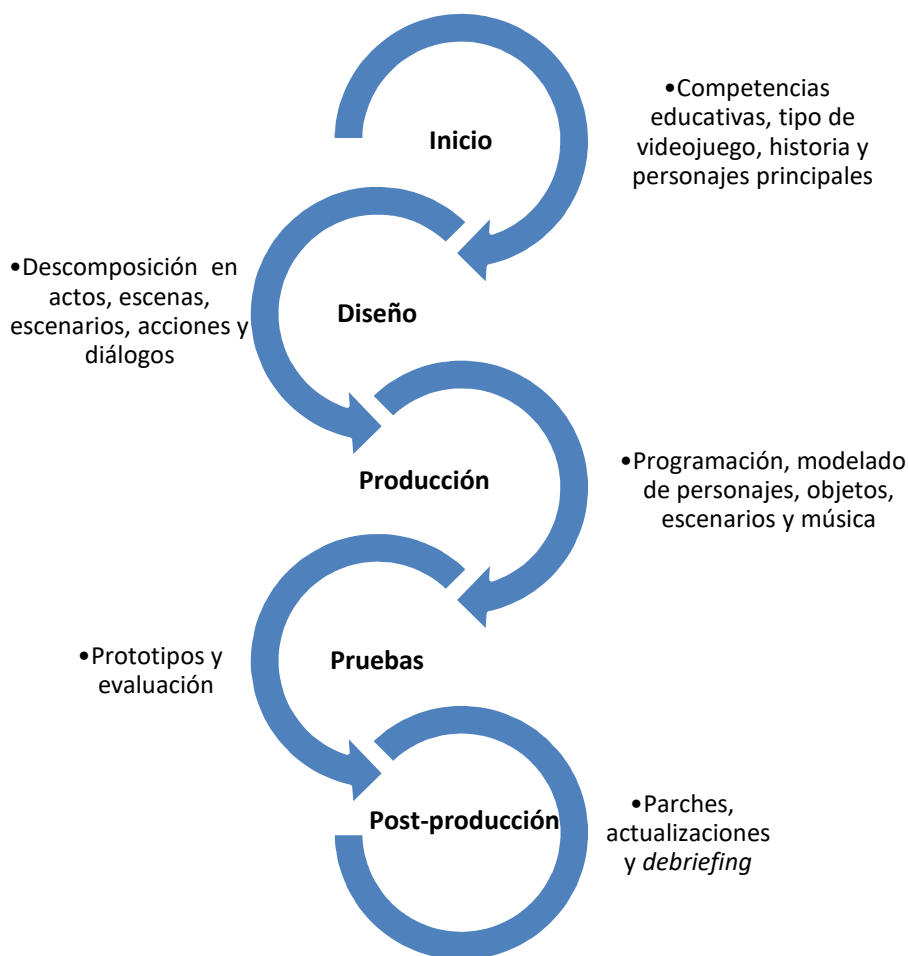 Inicio
•Competencias
educativas, tipo de
videojuego, historia y
personajes principales
•Descomposición en
actos, escenas,
escenarios, acciones y
diálogos
Diseño
Producción
•Programación, modelado
de personajes, objetos,
escenarios y música
•Prototipos y
evaluación
Pruebas
Post-producción
•Parches,
actualizaciones
y debriefing